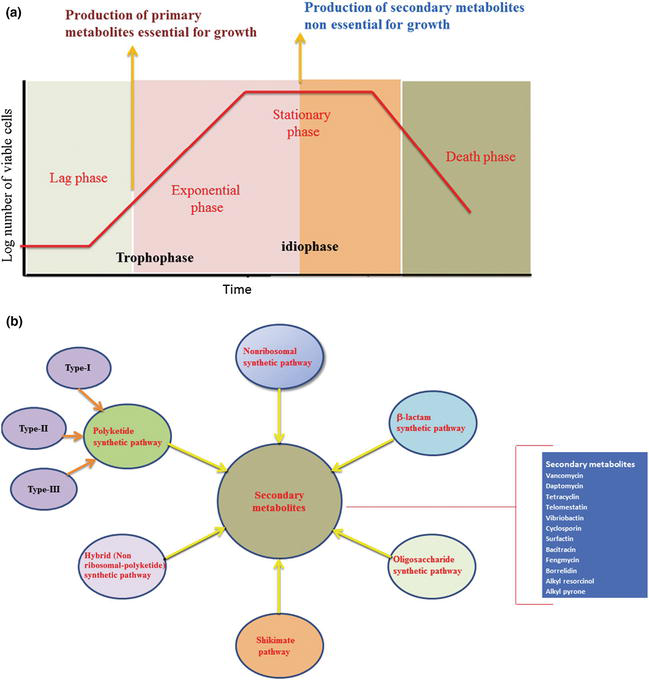 (a)
Production of primary
metabolites essential for growth
Production of secondary metabolites
non essential for growth
Log number of viable cells
Lag phase
Exponential
phase
Stationary
phase
Death phase
Trophophase
idiophase
Time
(b)
Type-I
Type-II
Type-III
Polyketide
synthetic pathway
Nonribosomal
synthetic pathway
β-lactam
synthetic pathway
Secondary
metabolites
Hybrid (Non
ribosomal-polyketide)
synthetic pathway
Oligosaccharide
synthetic pathway
Shikimate
pathway
Secondary metabolites
Vancomycin
Daptomycin
Tetracyclin
Telomestatin
Vibriobactin
Cyclosporin
Surfactin
Bacitracin
Fengmycin
Borrelidin
Alkyl resorcinol
Alkyl pyrone